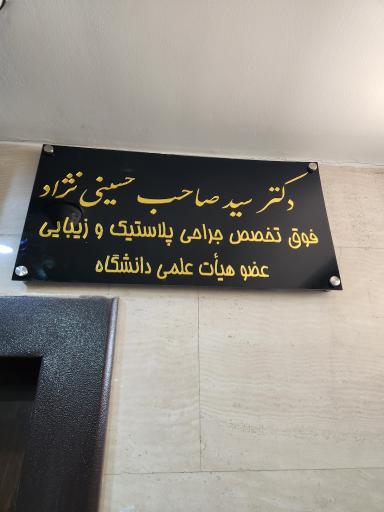 دکتر سید صاحب حسینی نژاد
فوق تخصص جراحی پلاستیک و زیبایی
عضو هیأت علمی دانشگاه